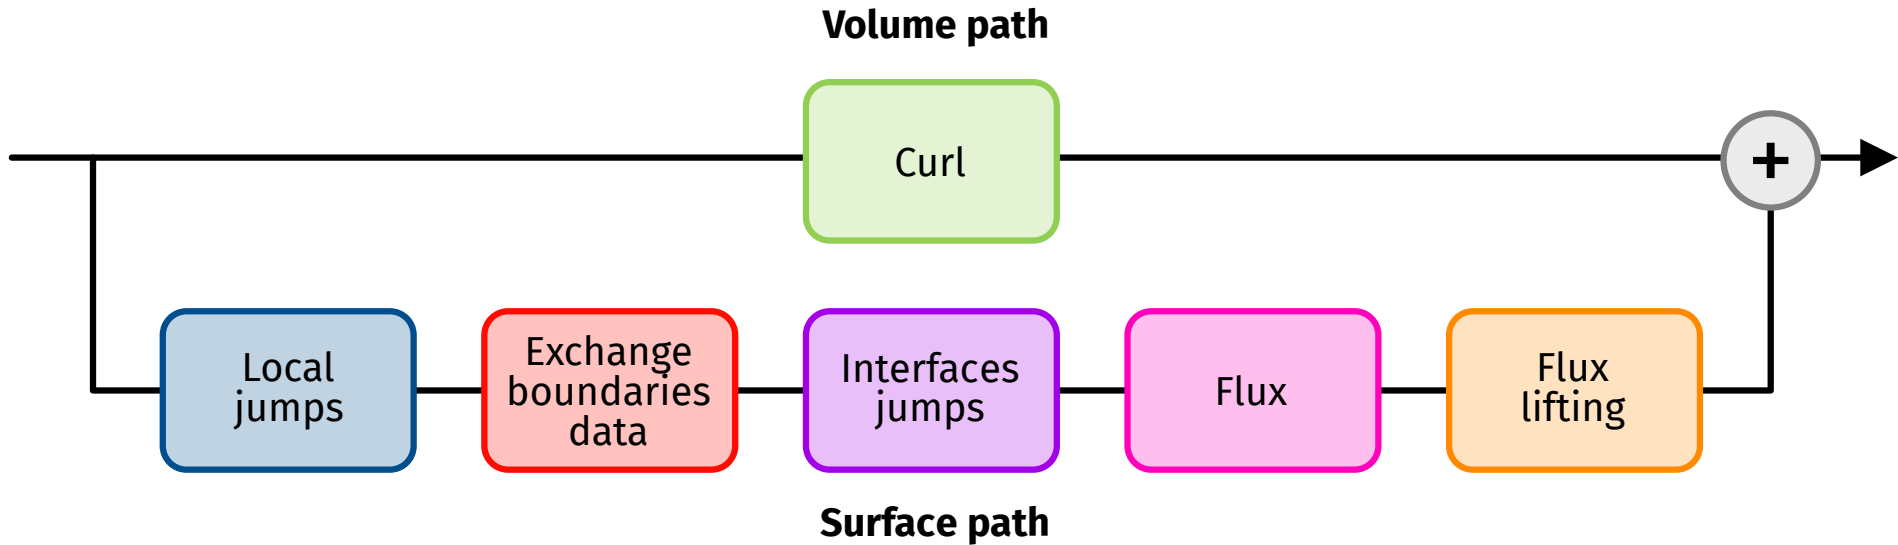 Volume path
Curl
+
Local
jumps
Exchange
boundaries
data
Interfaces
jumps
Flux
Flux
lifting
Surface path